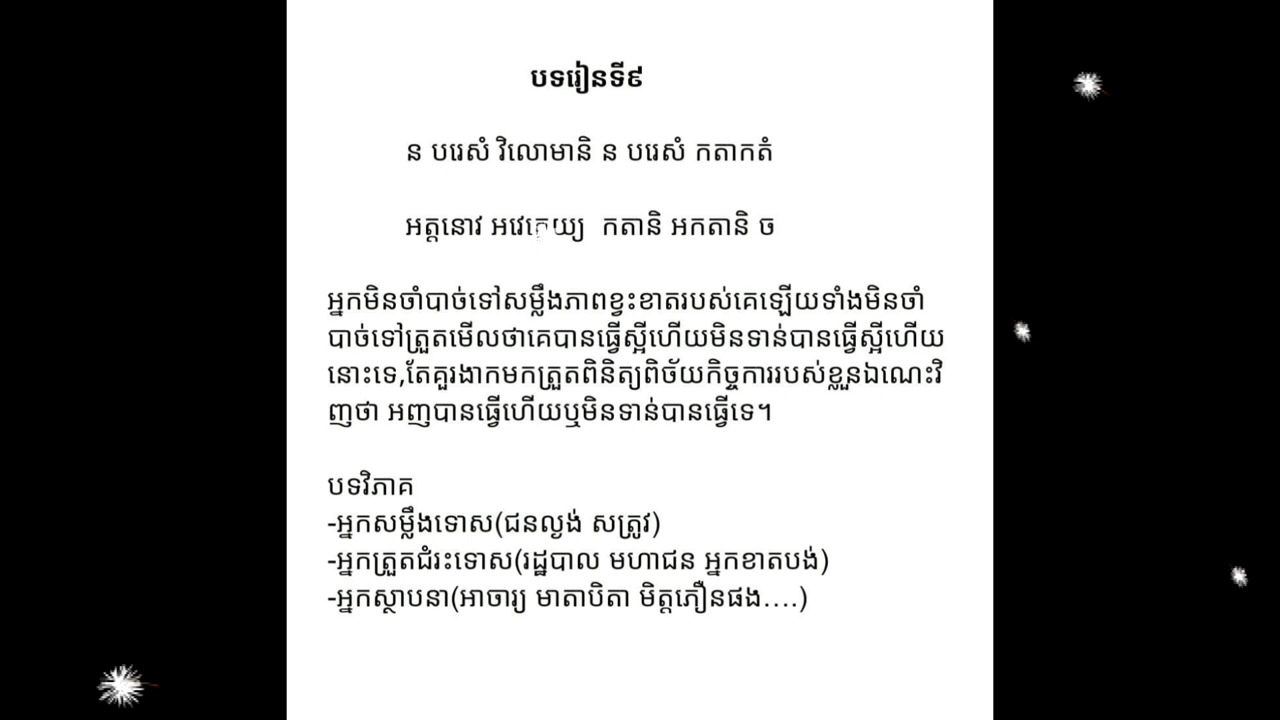 បទរៀនទី៩
ន បរេសំ វិលោមានិ ន បរេសំ កតាកតំ
អត្តនោវ អវេក្ខេយ្យ កតានិ អកតានិ ច
អ្នកមិនចាំបាច់ទៅសម្លឹងភាពខ្វះខាតរបស់គេឡើយទាំងមិនចាំ
បាច់ទៅត្រួតមើលថាគេបានធ្វើស្អីហើយមិនទាន់បានធ្វើស្អីហើយ
នោះទេ,តែគួរងាកមកត្រួតពិនិត្យពិច័យកិច្ចការរបស់ខ្លួនឯណេះវិ
ញថា អញបានធ្វើហើយឬមិនទាន់បានធ្វើទេ។
បទវិភាគ
-អ្នកសម្លឹងទោស(ជនល្ងង់ សត្រូវ)
-អ្នកត្រួតជំរះទោស(រដ្ឋបាល មហាជន អ្នកខាតបង់)
-អ្នកស្ថាបនា(អាចារ្យ មាតាបិតា មិត្តភឿនផង....)